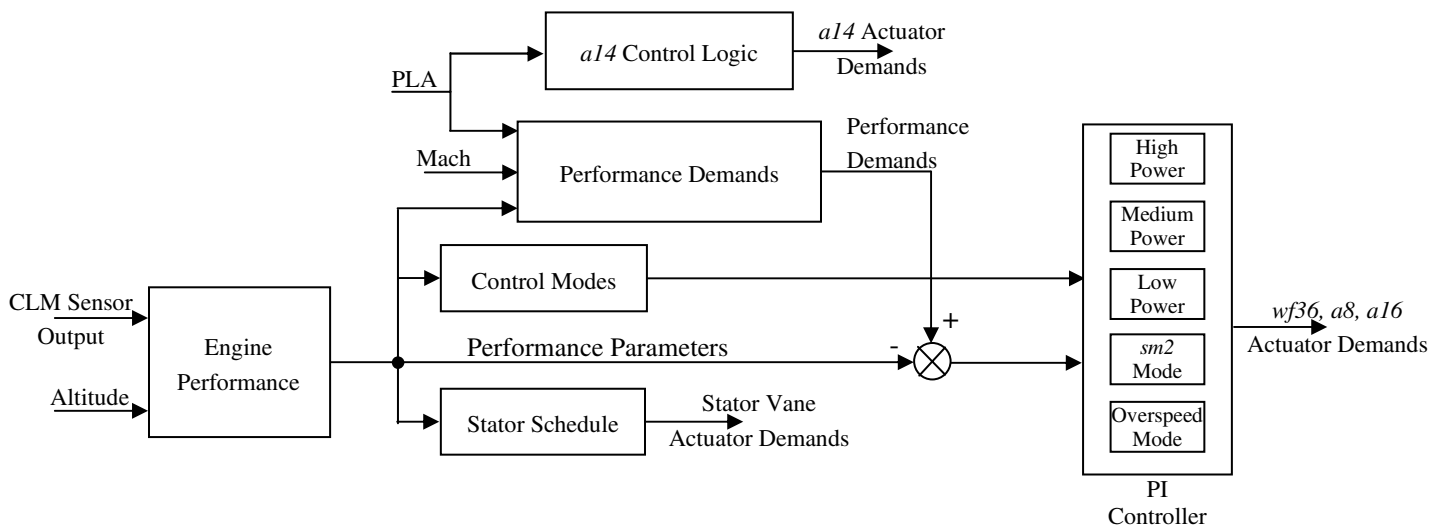 a14 Control Logic
a14 Actuator
Demands
PLA
Performance
Demands
Mach
Performance Demands
High
Power
Medium
Power
Control Modes
Low
Power
CLM Sensor
Output
Engine
Performance
Altitude
Performance Parameters
+
-
sm2
Mode
wf36, a8, a16
Actuator Demands
Stator Schedule
Stator Vane
Actuator Demands
Overspeed
Mode
PI
Controller